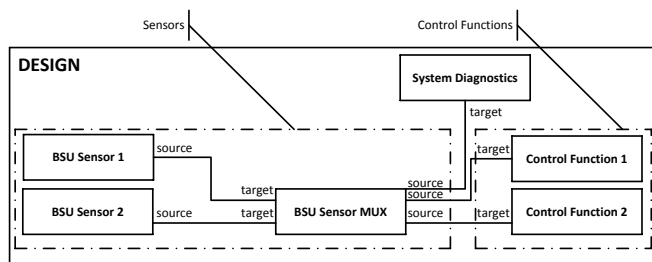 Sensors
Control Functions
DESIGN
System Diagnostics
target
BSU Sensor 1
source
target
Control Function 1
target
source
source
BSU Sensor 2
source
target
BSU Sensor MUX
source
target
Control Function 2